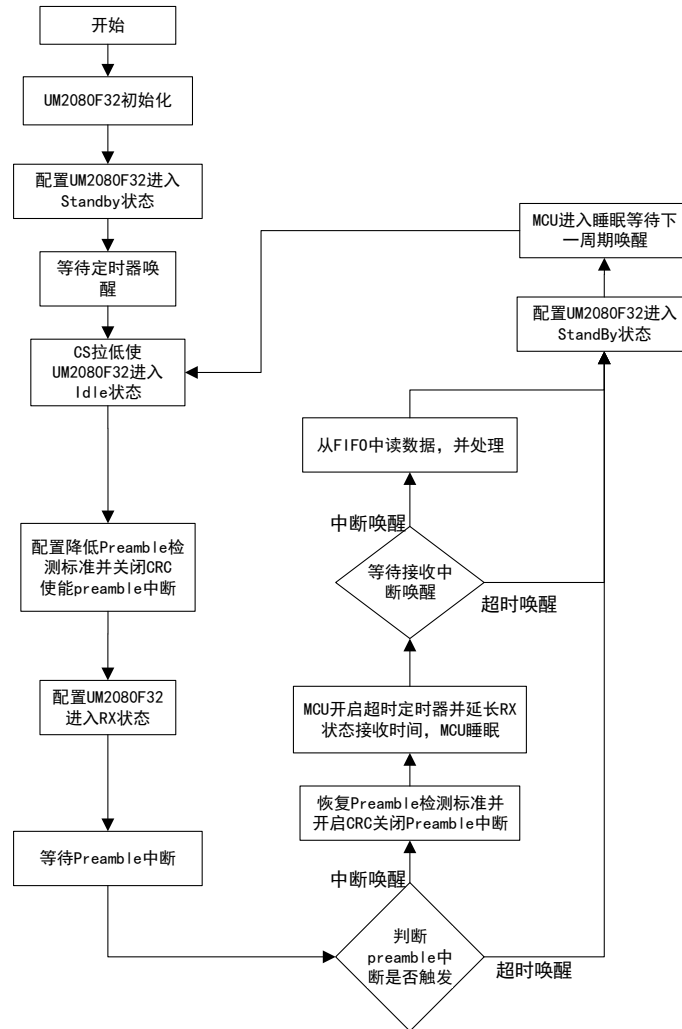 开始
UM2080F32初始化
配置UM2080F32进入
Standby状态
等待定时器唤
醒
CS拉低使
UM2080F32进入
Idle状态
配置降低Preamble检
测标准并关闭CRC
使能preamble中断
配置UM2080F32
进入RX状态
等待Preamble中断
判断
preamble中
断是否触发
中断唤醒
超时唤醒
恢复Preamble检测标准并
开启CRC关闭Preamble中断
MCU开启超时定时器并延长RX
状态接收时间，MCU睡眠
等待接收中
断唤醒
中断唤醒
超时唤醒
从FIFO中读数据，并处理
配置UM2080F32进入
StandBy状态
MCU进入睡眠等待下
一周期唤醒